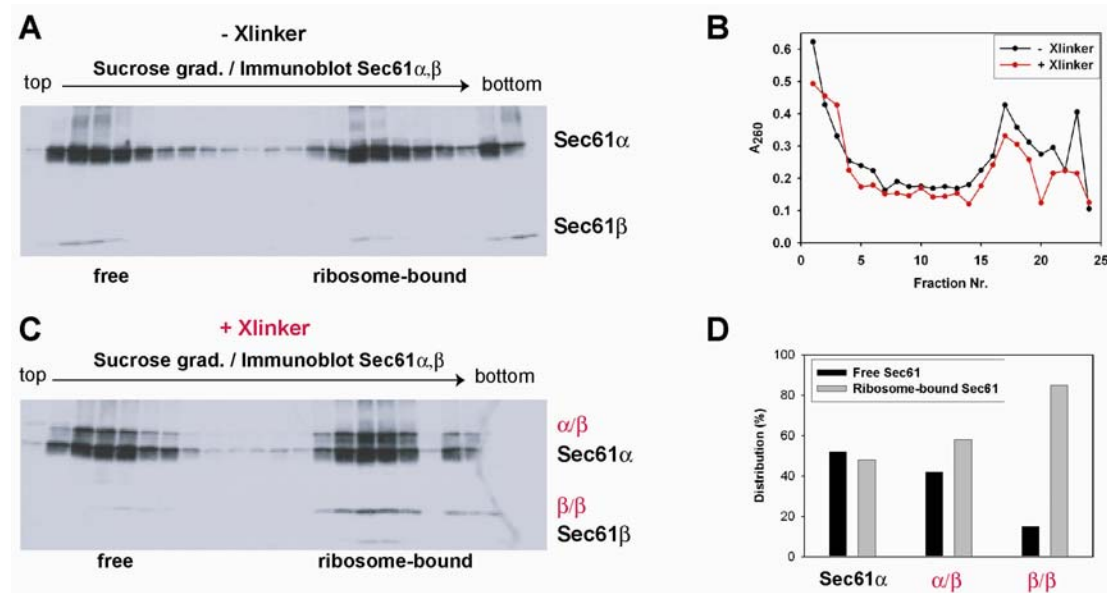 A
- Xlinker
Sucrose grad. / Immunoblot Sec61α,β
top
bottom
Sec61α
Sec61β
free
ribosome-bound
B
- Xlinker
+ Xlinker
0.6
0.5
0.4
0.3
0.2
0.1
0.0
A260
0 5 10 15 20 25
Fraction Nr.
C
+ Xlinker
Sucrose grad. / Immunoblot Sec61α,β
top
bottom
α/β
Sec61α
β/β
Sec61β
free
ribosome-bound
D
Free Sec61
Ribosome-bound Sec61
100
80
60
40
20
0
Distribution (%)
Sec61α α/β β/β